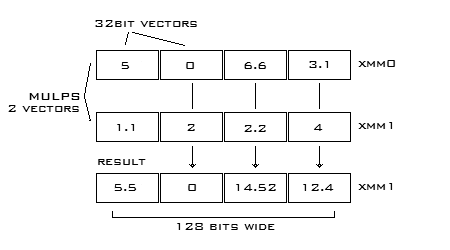 32BIT VECTORS
5 0 6.6 3.1 XMM0
MULPS
2 VECTORS
1.1 2 2.2 4 XMM1
RESULT
5.5 0 14.52 12.4 XMM1
128 BITS WIDE